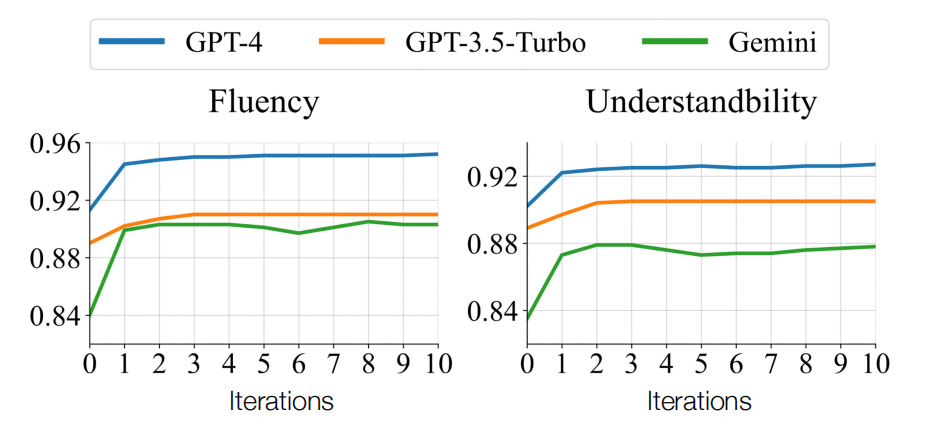 GPT-4 GPT-3.5-Turbo Gemini
Fluency
0.96
0.92
0.88
0.84
0 1 2 3 4 5 6 7 8 9 10
Iterations
Understandbility
0.92
0.88
0.84
0 1 2 3 4 5 6 7 8 9 10
Iterations